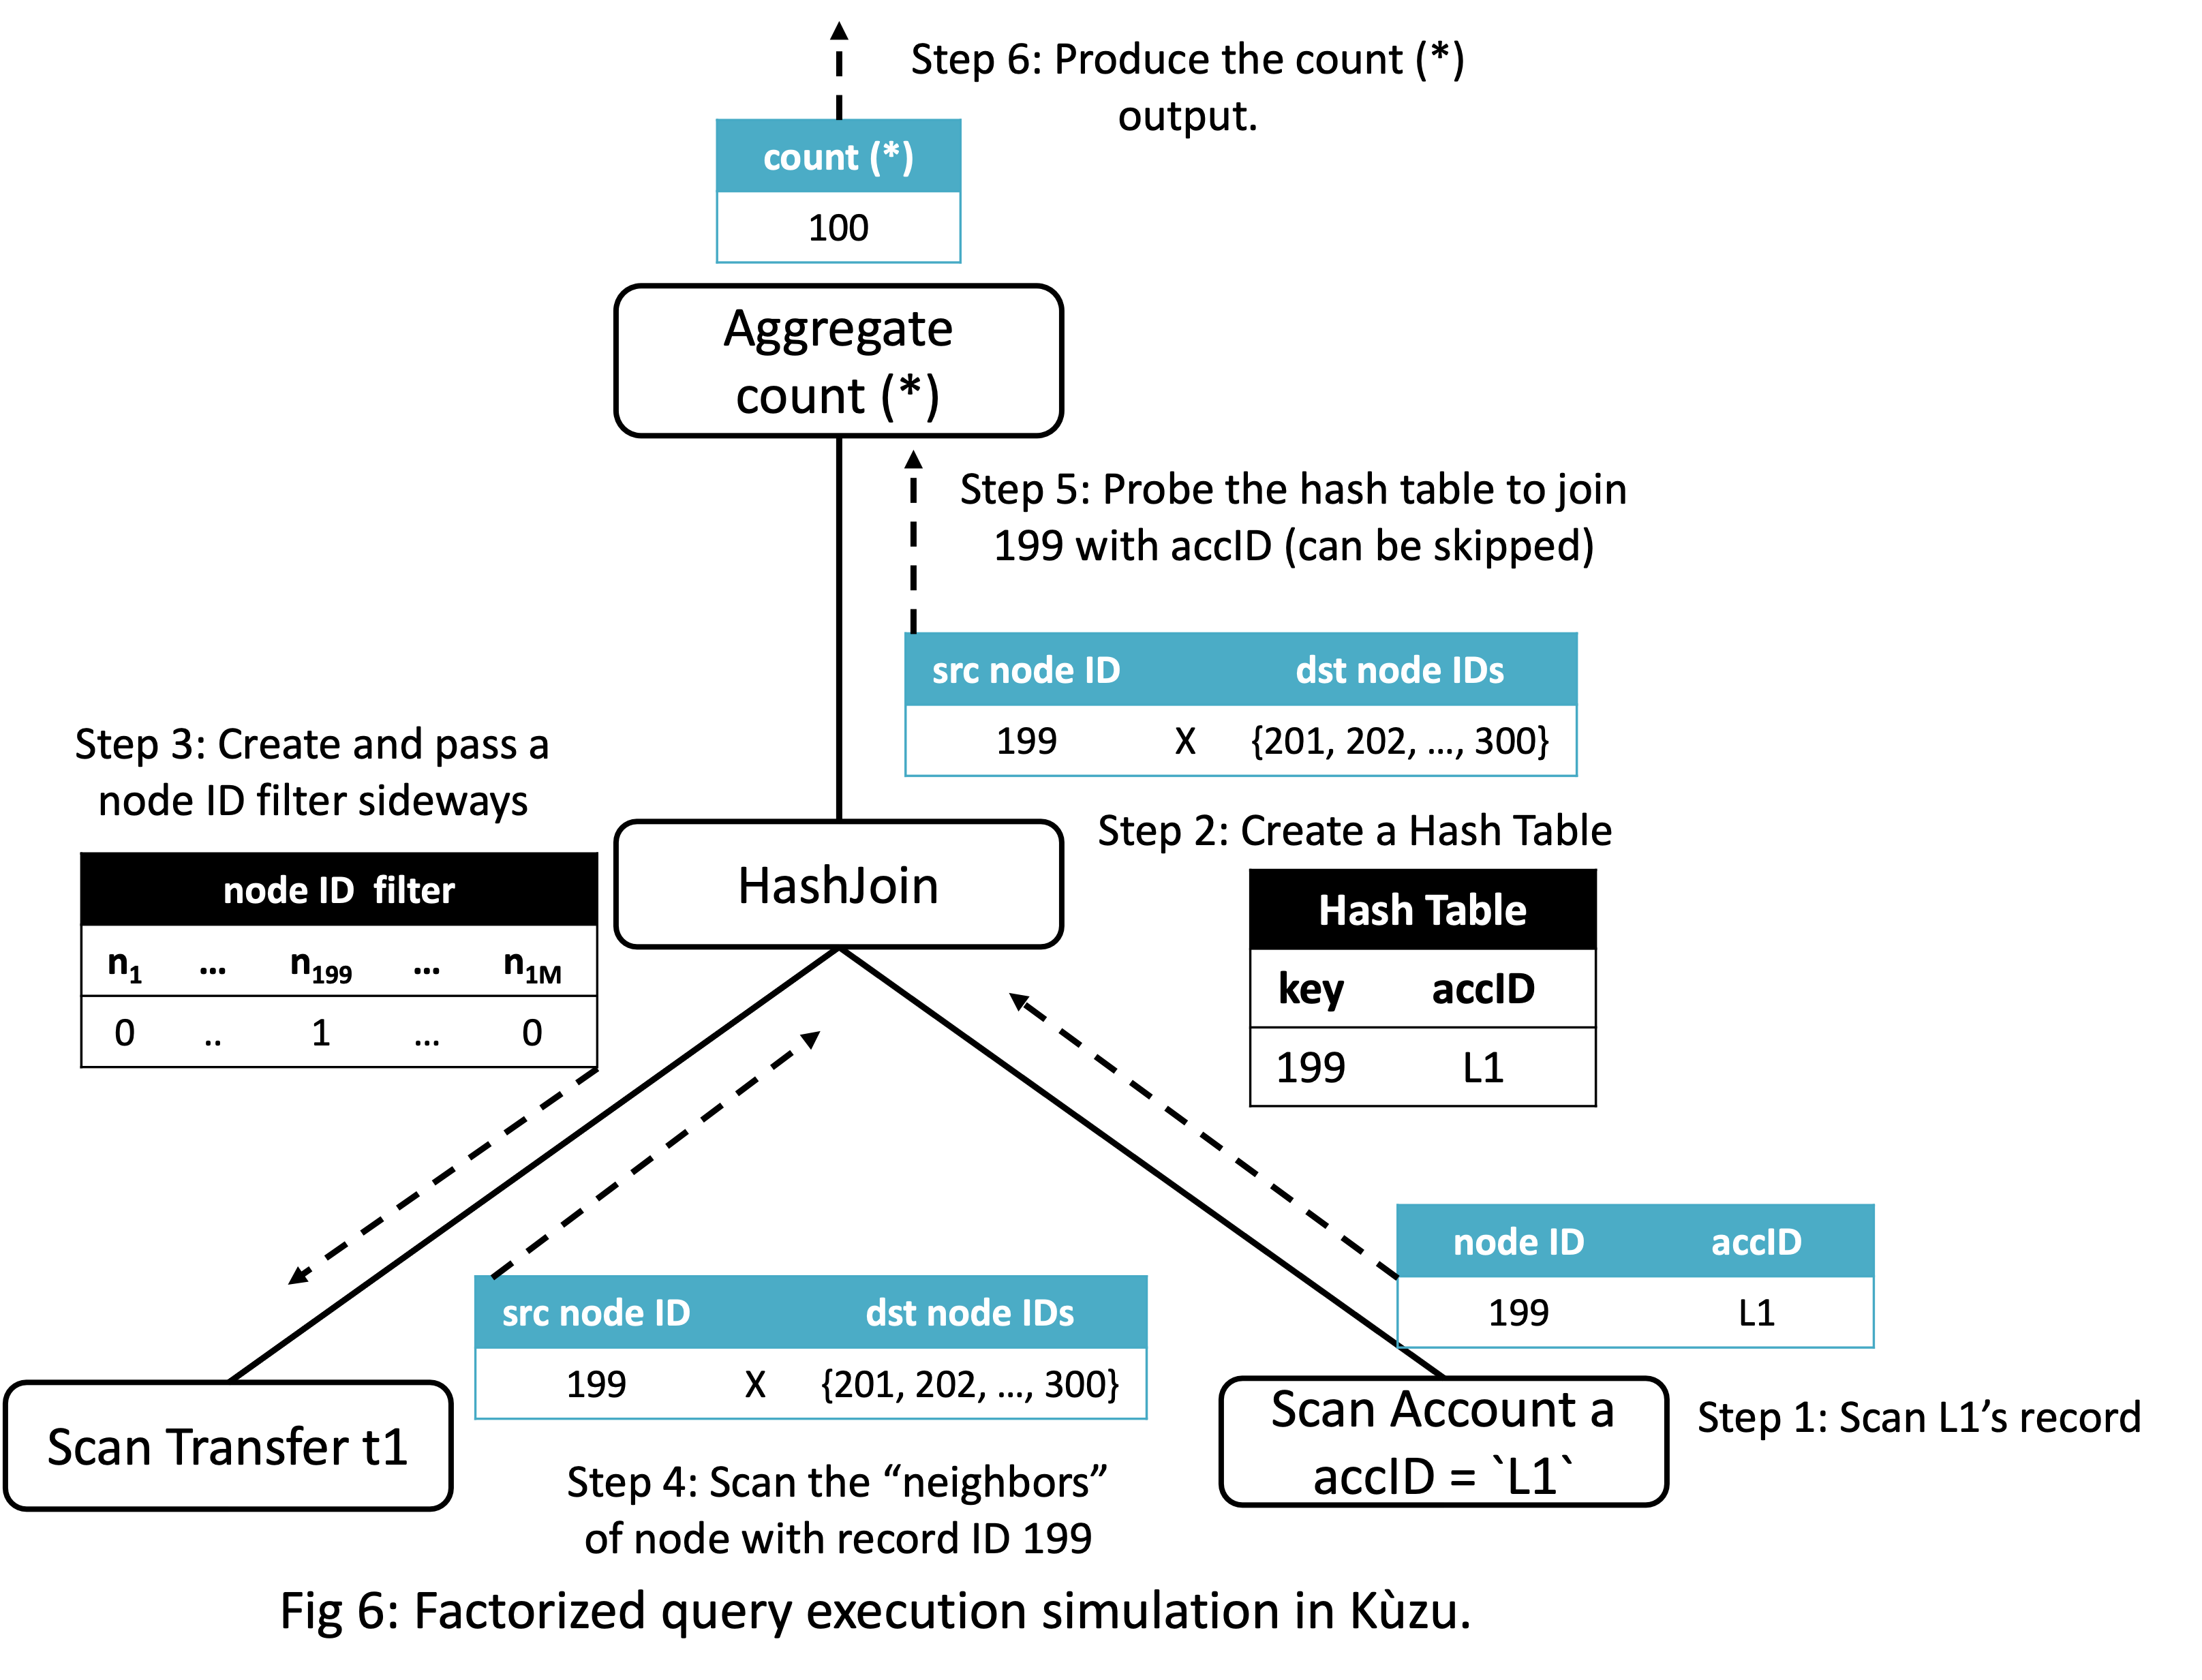 Step 6: Produce the count (*)
output.
count (*)
100
Aggregate
count (*)
Step 5: Probe the hash table to join
199 with accID (can be skipped)
src node ID dst node IDs
199 X {201, 202, ..., 300}
Step 3: Create and pass a
node ID filter sideways
node ID filter
n1 ... n199 ... n1M
0 .. 1 ... 0
HashJoin
Step 2: Create a Hash Table
Hash Table
key accID
199 L1
node ID accID
199 L1
src node ID dst node IDs
199 X {201, 202, ..., 300}
Scan Transfer t1
Step 4: Scan the “neighbors”
of node with record ID 199
Scan Account a
accID = `L1`
Step 1: Scan L1’s record
Fig 6: Factorized query execution simulation in Kùzu.